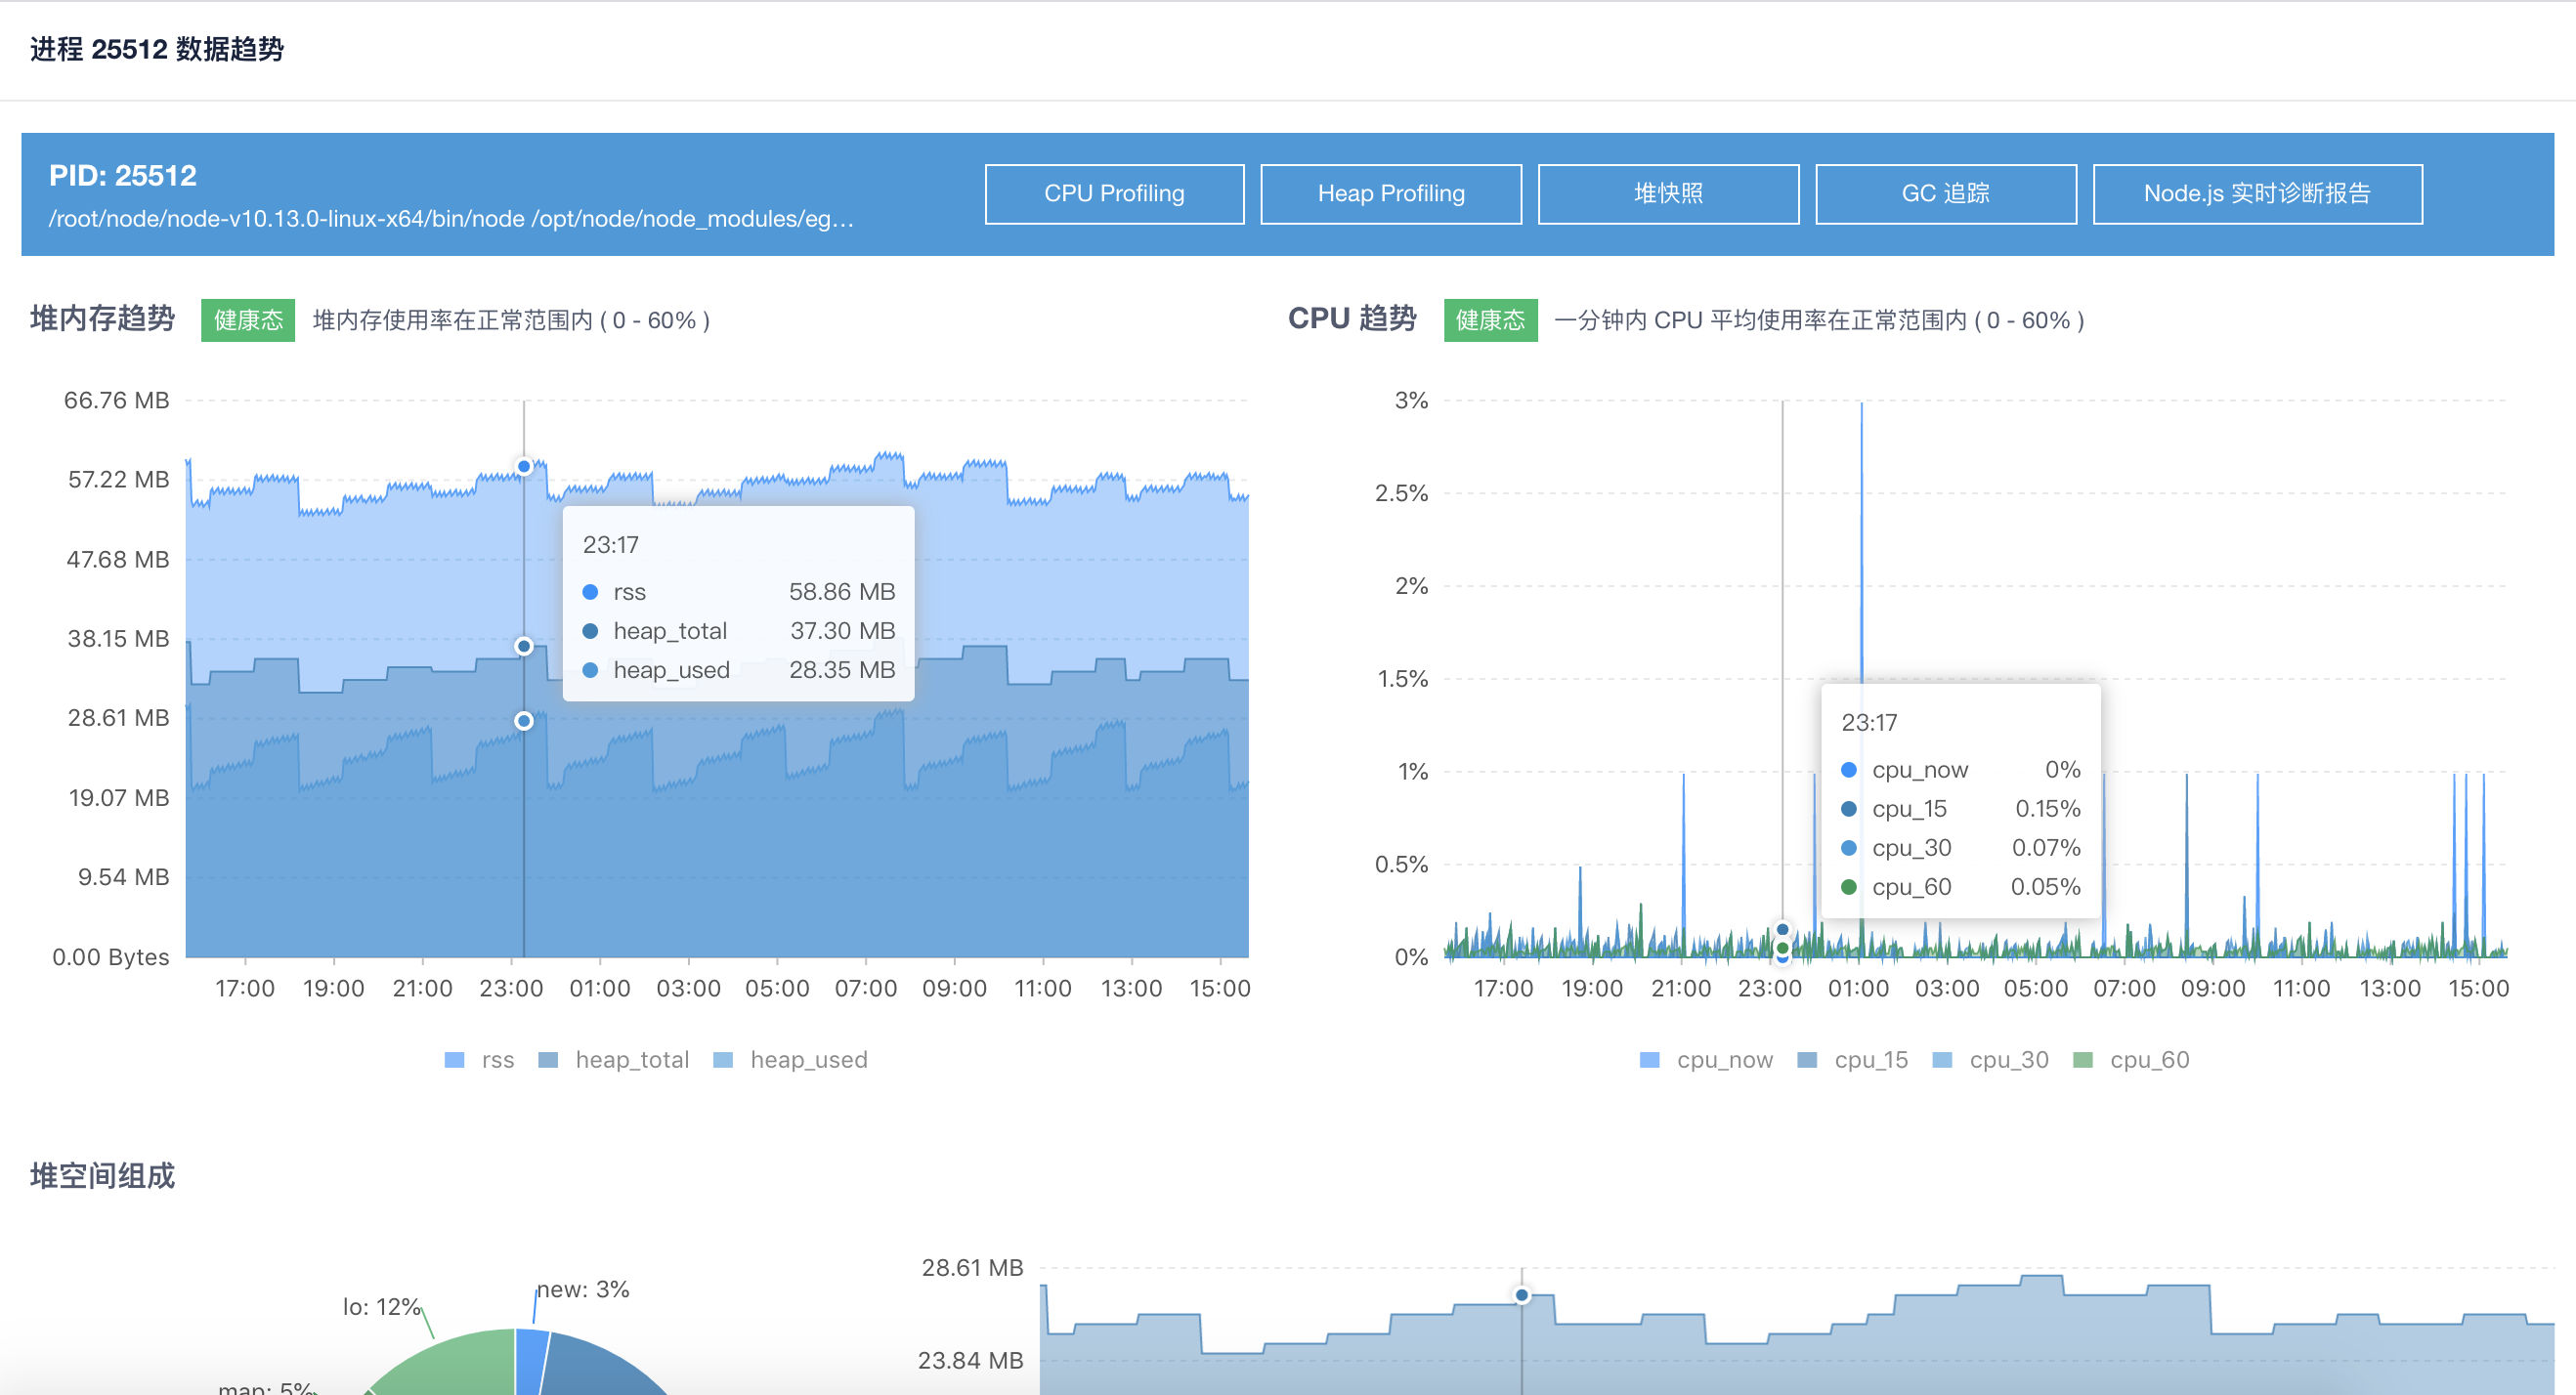 进程 25512 数据趋势
PID: 25512
/root/node/node-v10.13.0-linux-x64/bin/node /opt/node/node_modules/eg…
CPU Profiling
Heap Profiling
堆快照
GC 追踪
Node.js 实时诊断报告
堆内存趋势
健康态
堆内存使用率在正常范围内 ( 0 - 60% )
66.76 MB
57.22 MB
47.68 MB
38.15 MB
28.61 MB
19.07 MB
9.54 MB
0.00 Bytes
23:17
rss 58.86 MB
heap_total 37.30 MB
heap_used 28.35 MB
17:00 19:00 21:00 23:00 01:00 03:00 05:00 07:00 09:00 11:00 13:00 15:00
rss heap_total heap_used
CPU 趋势
健康态
一分钟内 CPU 平均使用率在正常范围内 ( 0 - 60% )
3%
2.5%
2%
1.5%
1%
0.5%
0%
23:17
cpu_now 0%
cpu_15 0.15%
cpu_30 0.07%
cpu_60 0.05%
17:00 19:00 21:00 23:00 01:00 03:00 05:00 07:00 09:00 11:00 13:00 15:00
cpu_now cpu_15 cpu_30 cpu_60
堆空间组成
new: 3%
lo: 12%
map: 5%
28.61 MB
23.84 MB